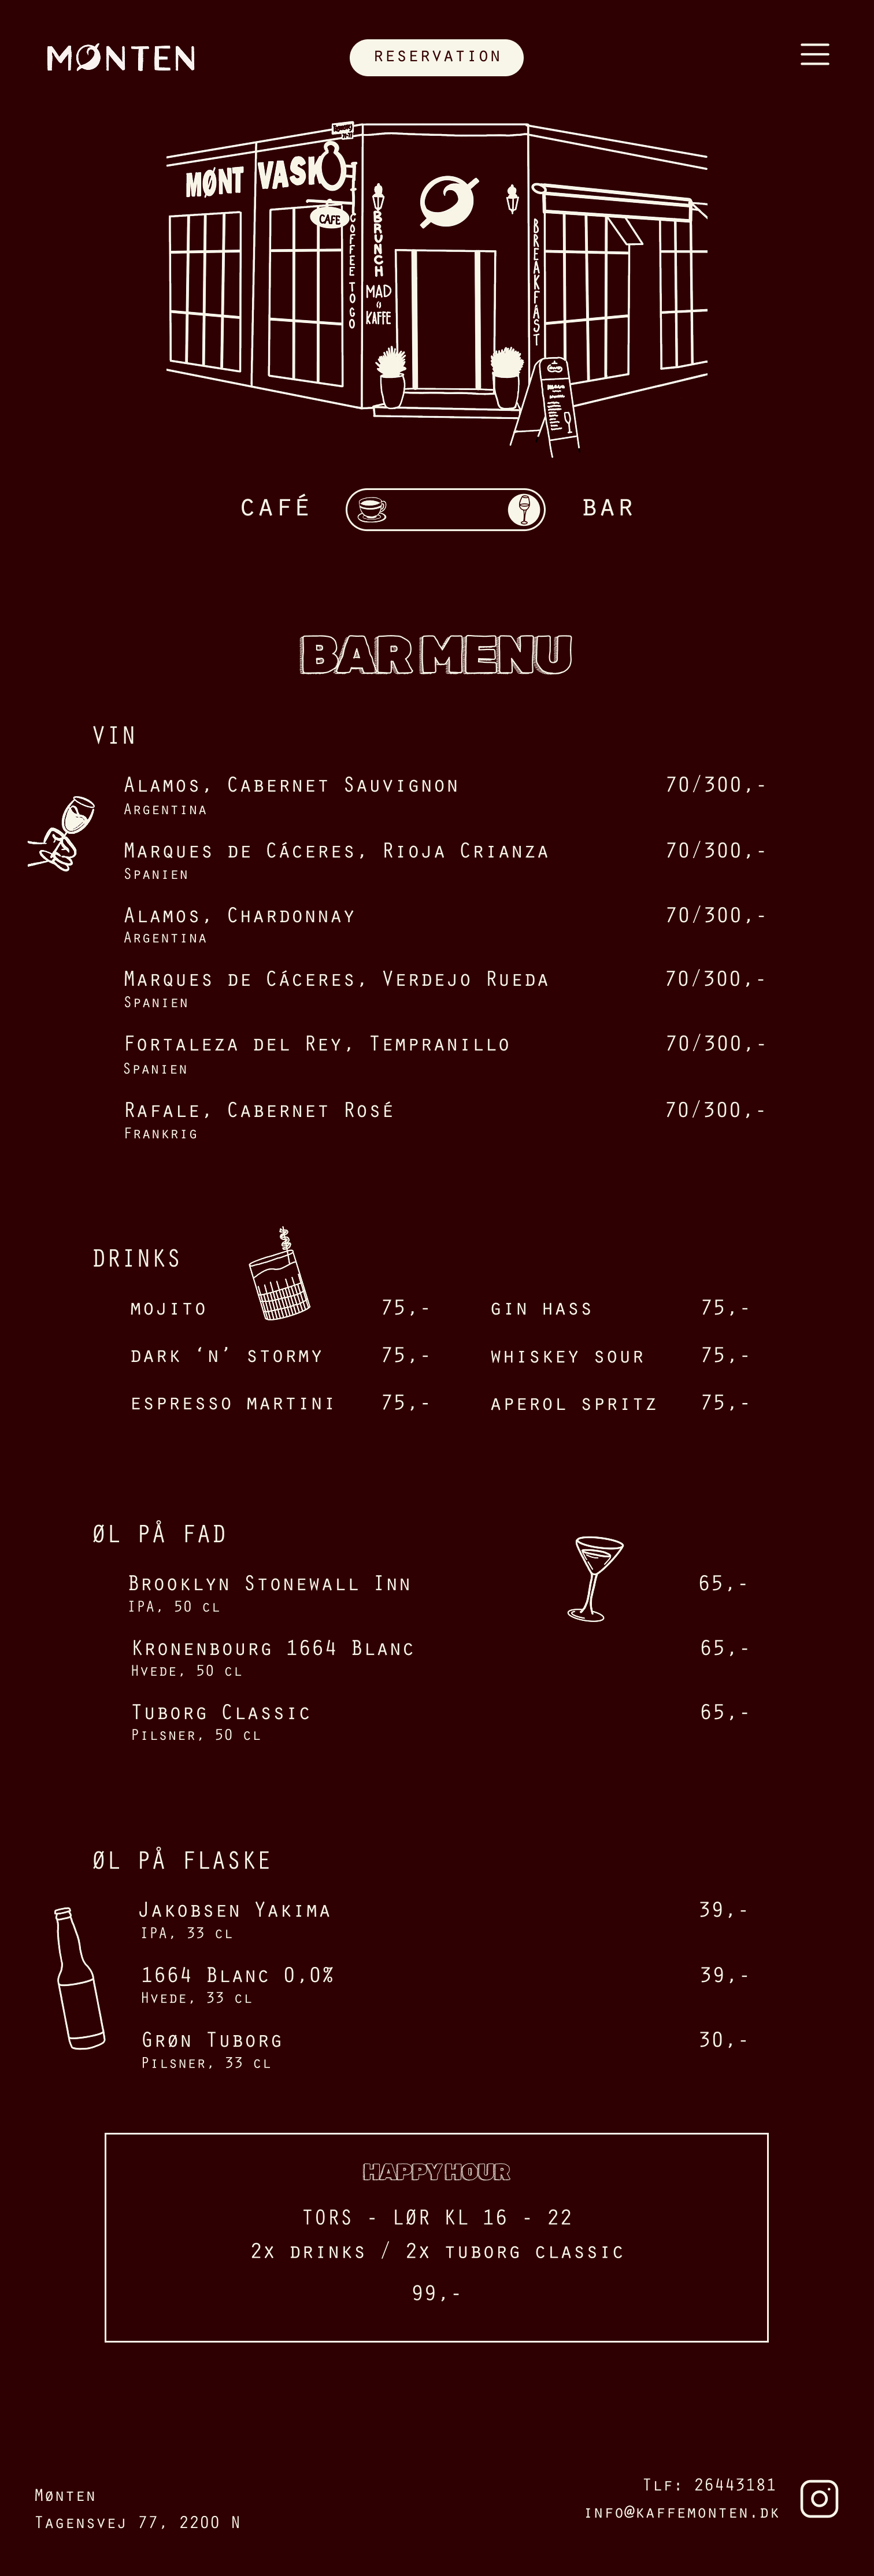 MØNTEN
RESERVATION
MØNT VASK
CAFE
COFFEE TO GO
BRUNCH
MAD
KAFFE
BREAKFAST
CAFÉ
BAR
BAR MENU
VIN
Alamos, Cabernet Sauvignon 70/300,-
Argentina
Marques de Cáceres, Rioja Crianza 70/300,-
Spanien
Alamos, Chardonnay 70/300,-
Argentina
Marques de Cáceres, Verdejo Rueda 70/300,-
Spanien
Fortaleza del Rey, Tempranillo 70/300,-
Spanien
Rafale, Cabernet Rosé 70/300,-
Frankrig
DRINKS
MOJITO 75,- GIN HASS 75,-
DARK ‘N’ STORMY 75,- WHISKEY SOUR 75,-
ESPRESSO MARTINI 75,- APEROL SPRITZ 75,-
ØL PÅ FAD
Brooklyn Stonewall Inn 65,-
IPA, 50 cl
Kronenbourg 1664 Blanc 65,-
Hvede, 50 cl
Tuborg Classic 65,-
Pilsner, 50 cl
ØL PÅ FLASKE
Jakobsen Yakima 39,-
IPA, 33 cl
1664 Blanc 0,0% 39,-
Hvede, 33 cl
Grøn Tuborg 30,-
Pilsner, 33 cl
HAPPY HOUR
TORS - LØR KL 16 - 22
2x drinks / 2x tuborg classic
99,-
Mønten
Tagensvej 77, 2200 N
Tlf: 26443181
info@kaffemonten.dk